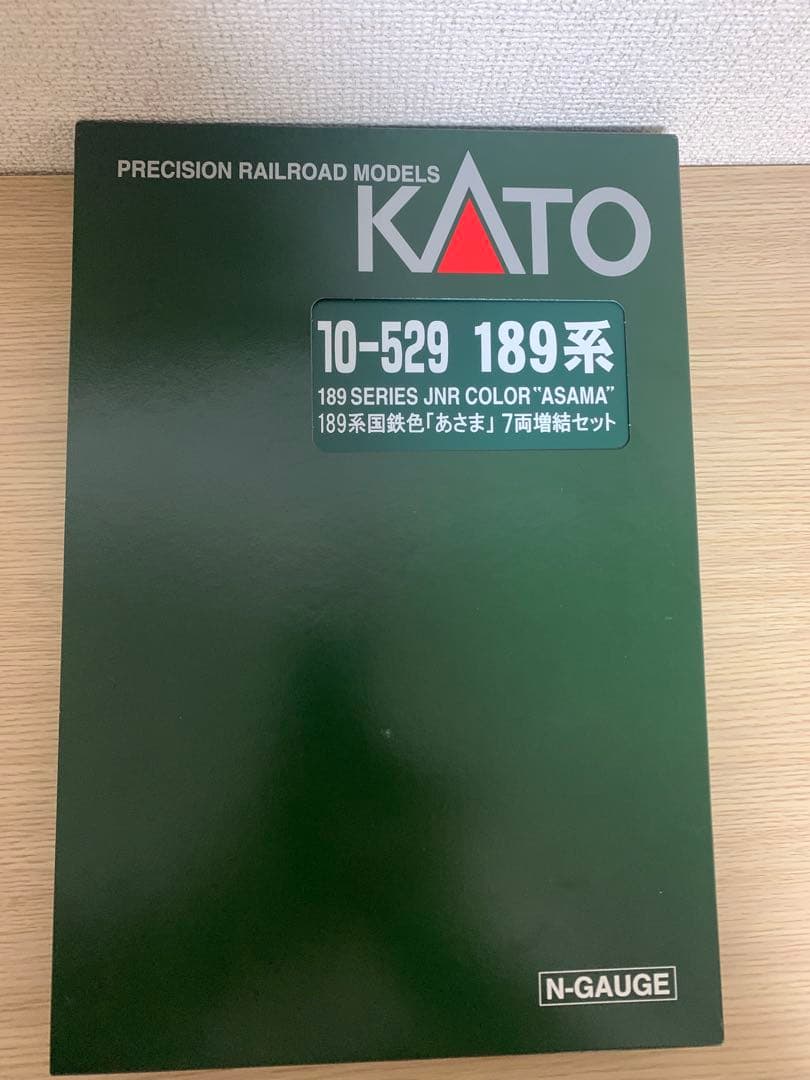 PRECISION RAILROAD MODELS
KATO
10-529 189系
189 SERIES JNR COLOR “ASAMA”
189系国鉄色「あさま」7両増結セット
N-GAUGE